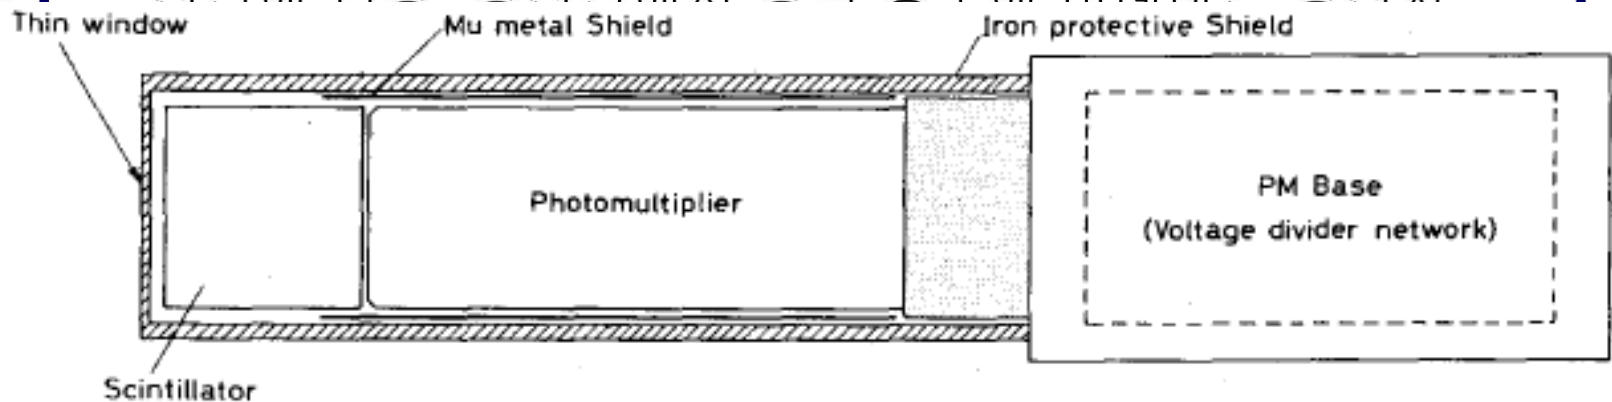 Thin window
Mu metal Shield
Iron protective Shield
Photomultiplier
PM Base
(Voltage divider network)
Scintillator